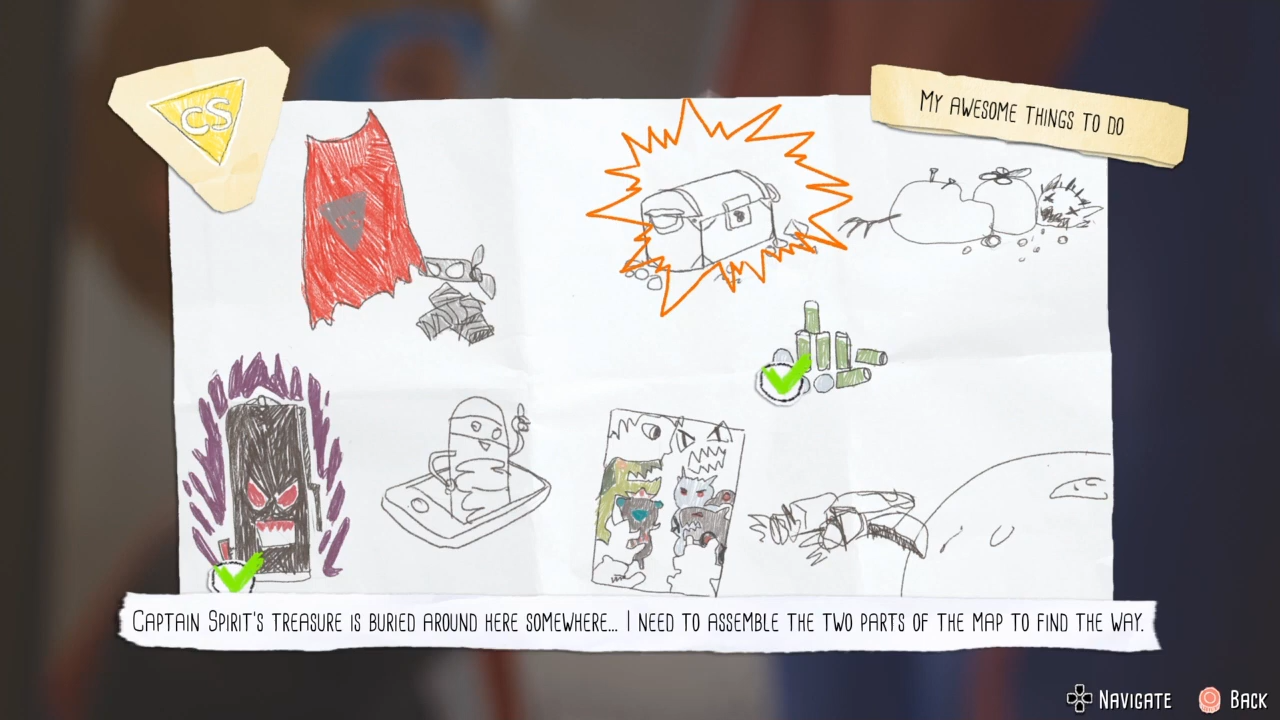 CS
My awesome things to do
Captain Spirit's treasure is buried around here somewhere... I need to assemble the two parts of the map to find the way.
Navigate
Back